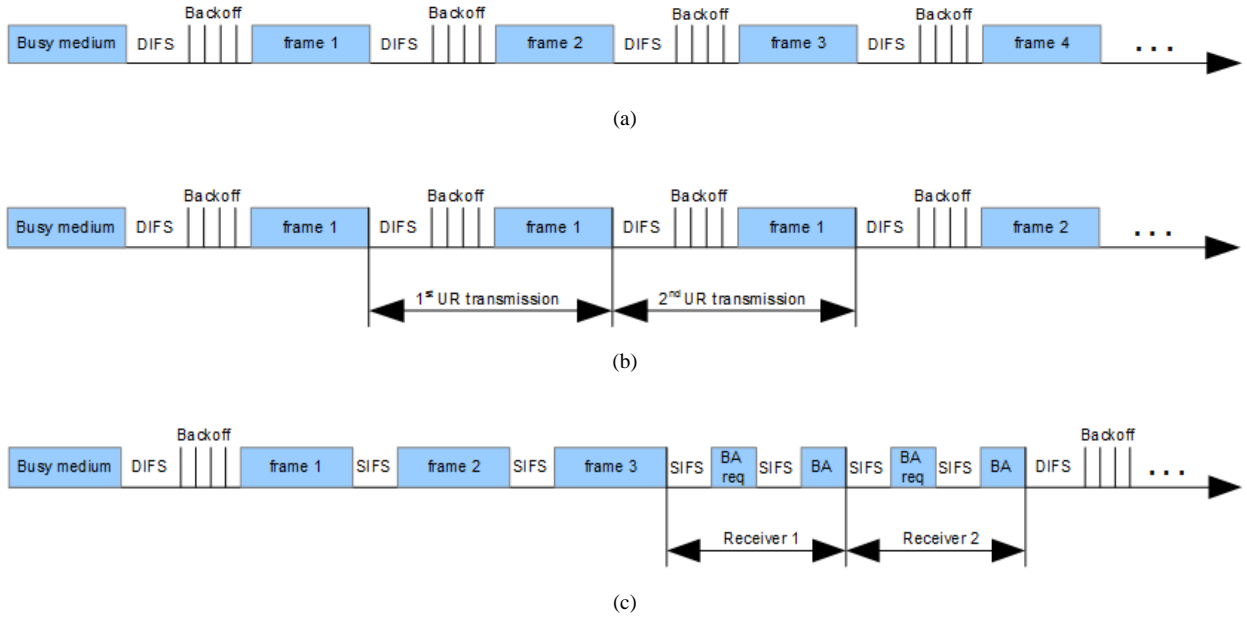 Backoff Backoff Backoff Backoff
Busy medium DIFS frame 1 DIFS frame 2 DIFS frame 3 DIFS frame 4 ...
(a)
Backoff Backoff Backoff Backoff
Busy medium DIFS frame 1 DIFS frame 1 DIFS frame 1 DIFS frame 2 ...
1st UR transmission 2nd UR transmission
(b)
Backoff Backoff
Busy medium DIFS frame 1 SIFS frame 2 SIFS frame 3 SIFS BA req SIFS BA SIFS BA req SIFS BA DIFS ...
Receiver 1 Receiver 2
(c)